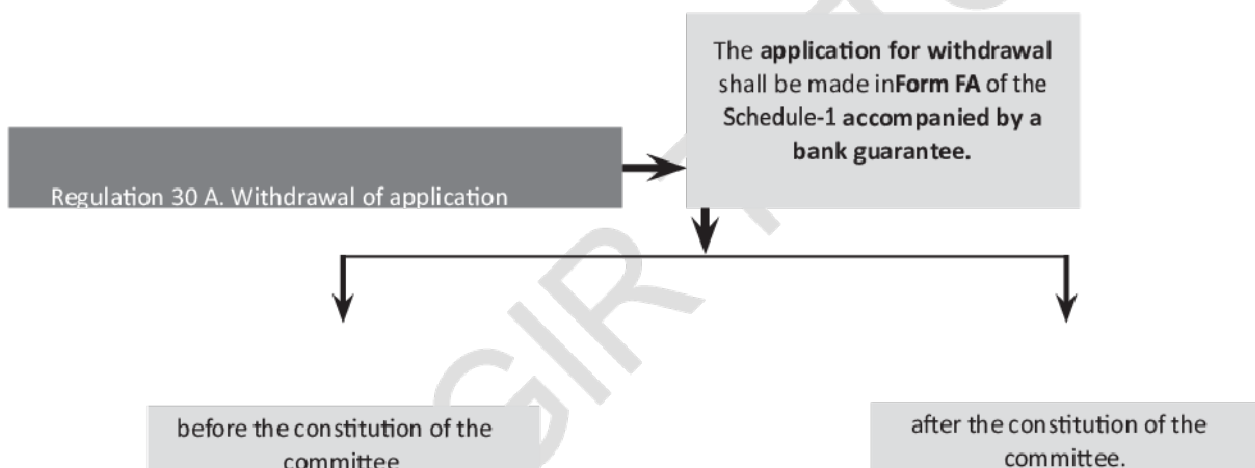 The application for withdrawal
shall be made inForm FA of the
Schedule-1 accompanied by a
bank guarantee.
Regulation 30 A. Withdrawal of application
before the constitution of the
committee
after the constitution of the
committee.